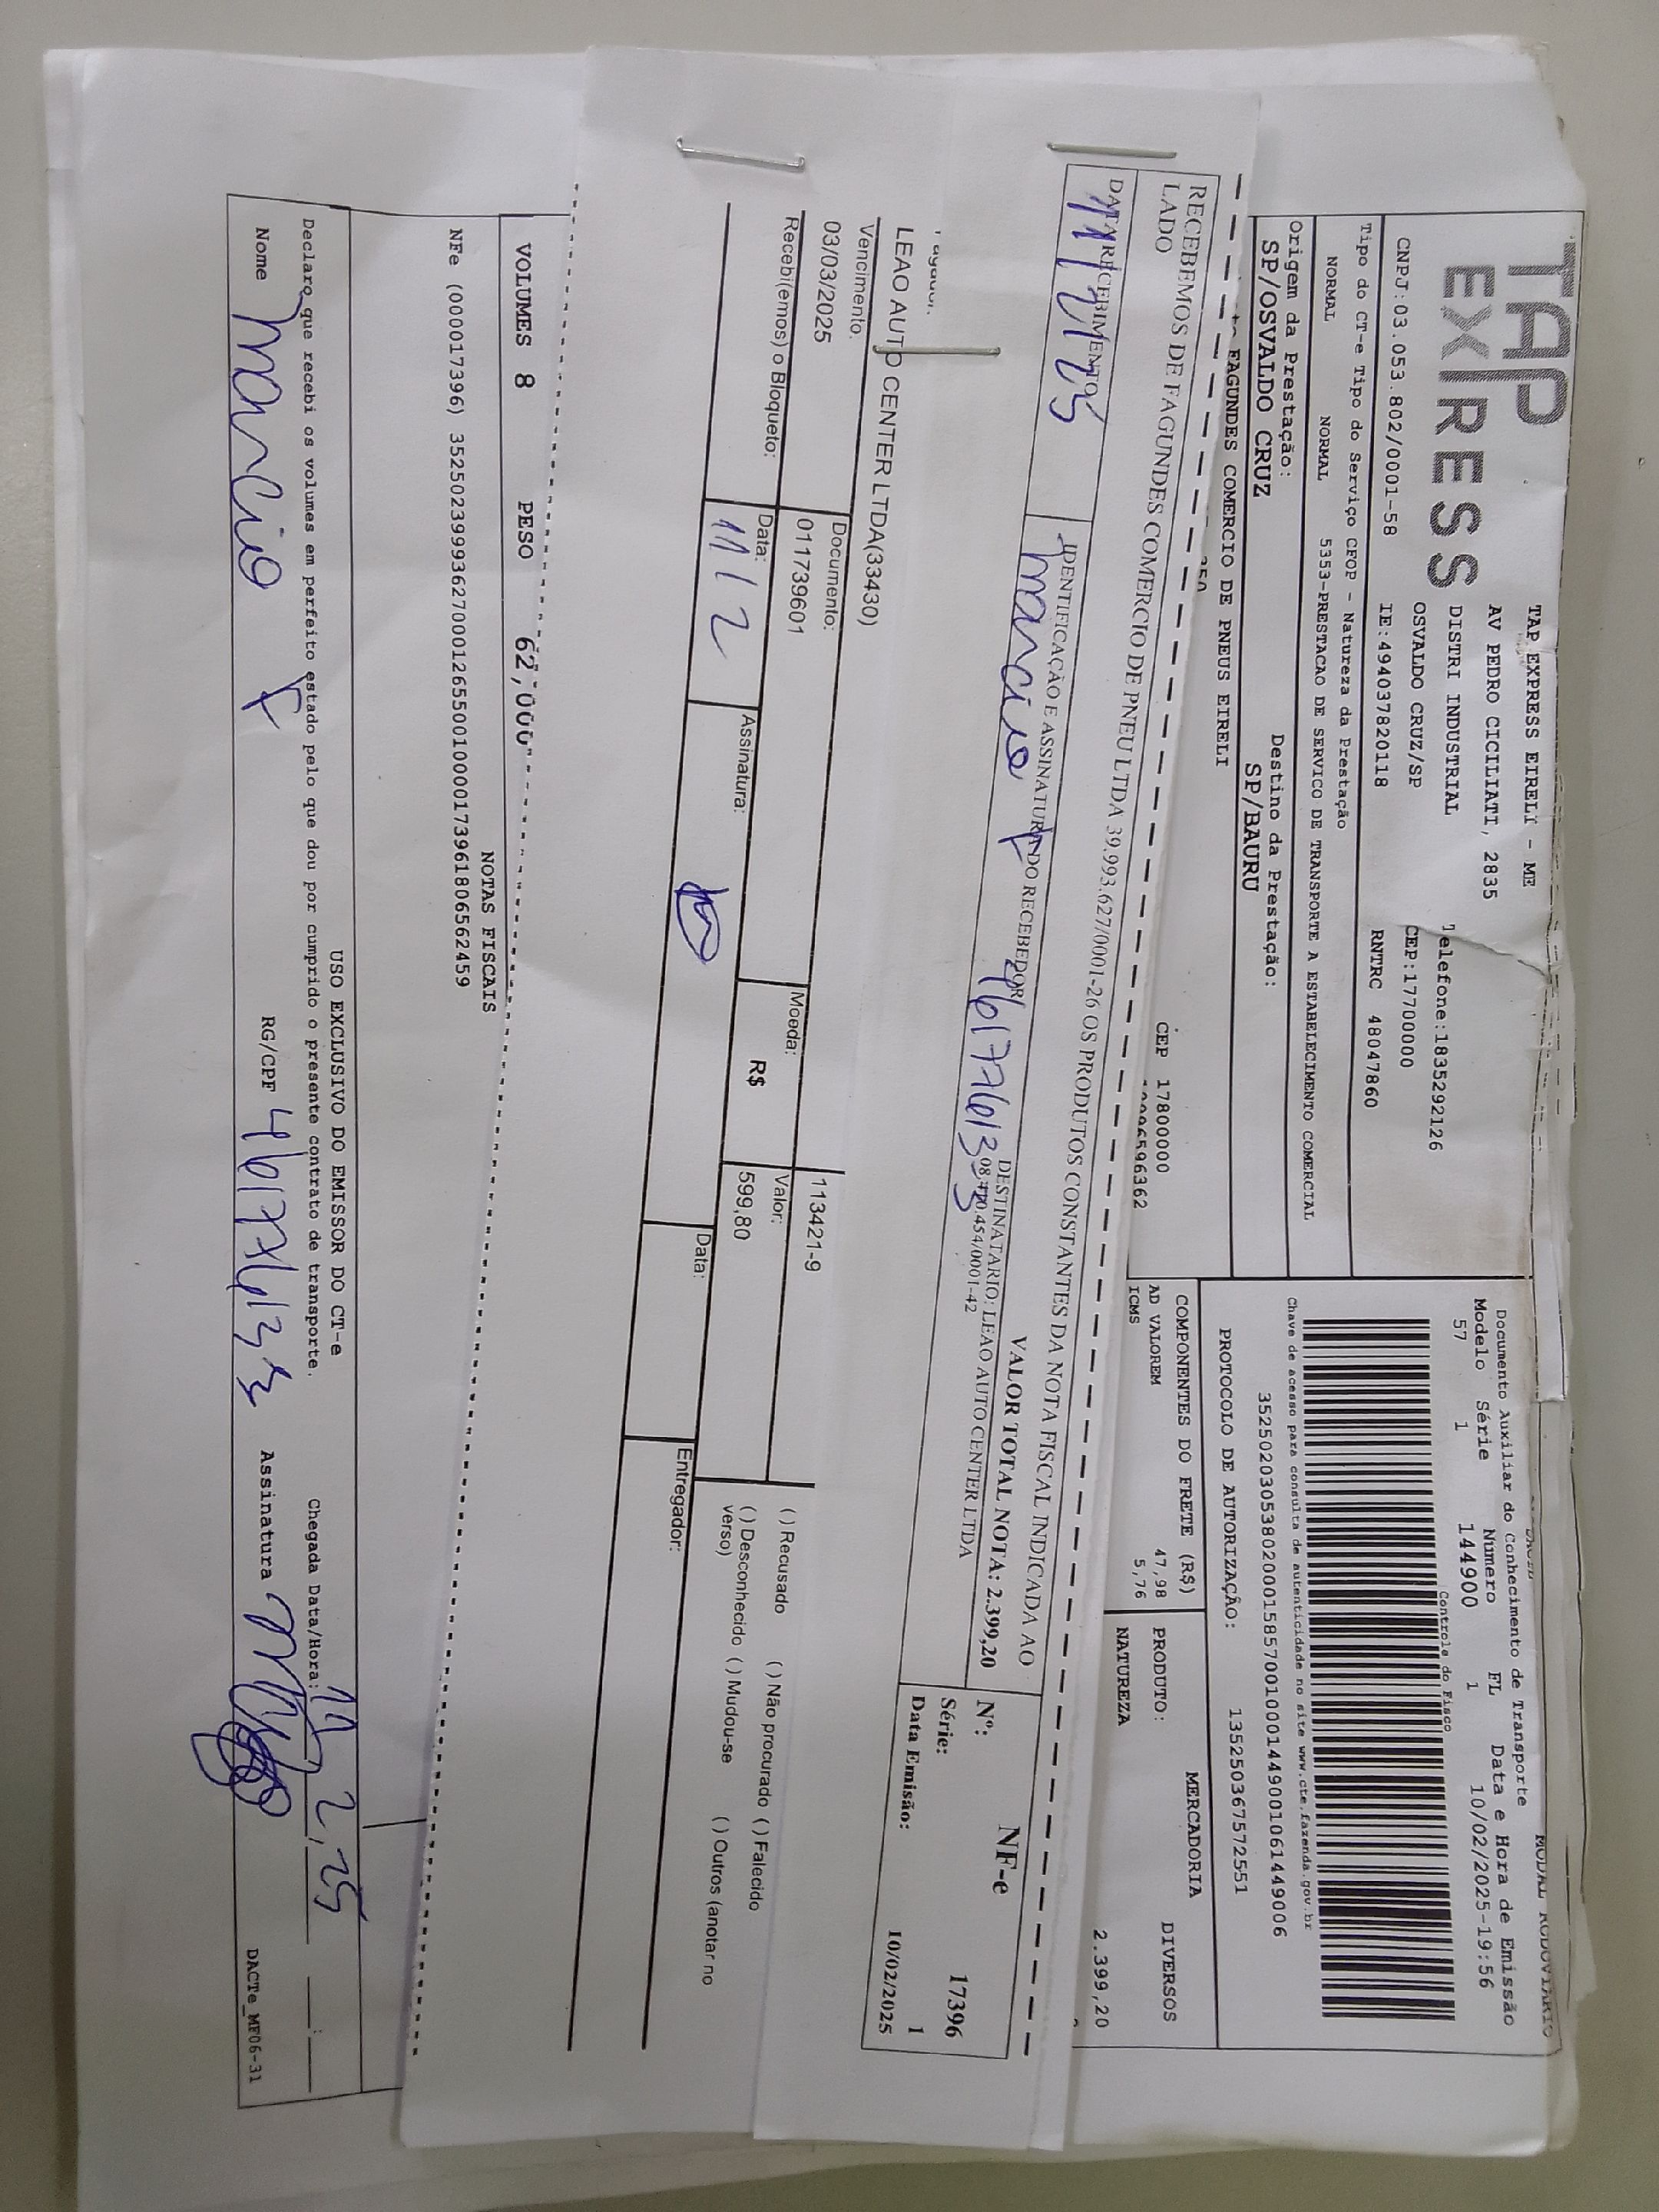 TAP
EXPRESS
TAP EXPRESS EIRELI - ME
AV PEDRO CICILIATI, 2835
DISTRI INDUSTRIAL
Telefone:1835292126
OSVALDO CRUZ/SP
CEP:17700000
CNPJ:03.053.802/0001-58
IE:494037820118
RNTRC 48047860
Tipo do CT-e Tipo do Serviço CFOP - Natureza da Prestação
NORMAL NORMAL 5353-PRESTACAO DE SERVICO DE TRANSPORTE A ESTABELECIMENTO COMERCIAL
Origem da Prestação:
SP/OSVALDO CRUZ
Destino da Prestação:
SP/BAURU
MODAL RODOVIARIO
Documento Auxiliar do Conhecimento de Transporte
Modelo Série Numero FL Data e Hora de Emissão
57 1 144900 1 10/02/2025-19:56
Controle do Fisco
Chave de acesso para consulta de autenticidade no site www.cte.fazenda.gov.br
35250203053802000158570010001449001061449006
PROTOCOLO DE AUTORIZAÇÃO: 135250367572551
FAGUNDES COMERCIO DE PNEUS EIRELI
CEP 17800000
COMPONENTES DO FRETE (R$)
AD VALOREM 47,98
ICMS 5,76
MERCADORIA
PRODUTO: DIVERSOS
NATUREZA 2.399,20
RECEBEMOS DE FAGUNDES COMERCIO DE PNEU LTDA 39.993.627/0001-26 OS PRODUTOS CONSTANTES DA NOTA FISCAL INDICADA AO
LADO
VALOR TOTAL NOTA: 2.399,20
DATA RECEBIMENTO
11/2/25
IDENTIFICAÇÃO E ASSINATURA DO RECEBEDOR
Marcio
DESTINATARIO: LEAO AUTO CENTER LTDA
NF-e
Nº: 17396
Série: 1
Data Emisão: 10/02/2025
LEAO AUTO CENTER LTDA(33430)
Vencimento:
03/03/2025
Documento:
011739601
Moeda:
R$
113421-9
Valor:
599,80
Recebi(emos) o Bloqueto:
Data:
11/2
Assinatura:
Data:
Entregador:
( ) Recusado ( ) Não procurado ( ) Falecido
( ) Desconhecido ( ) Mudou-se ( ) Outros (anotar no
verso)
VOLUMES 8 PESO 62,000
NOTAS FISCAIS
NFe (000017396) 35250239993627000126550010000173961806562459
USO EXCLUSIVO DO EMISSOR DO CT-e
Declaro que recebi os volumes em perfeito estado pelo que dou por cumprido o presente contrato de transporte.
Chegada Data/Hora: 11 2,25
Nome Marcio
RG/CPF
Assinatura
DACTe_MF06-31